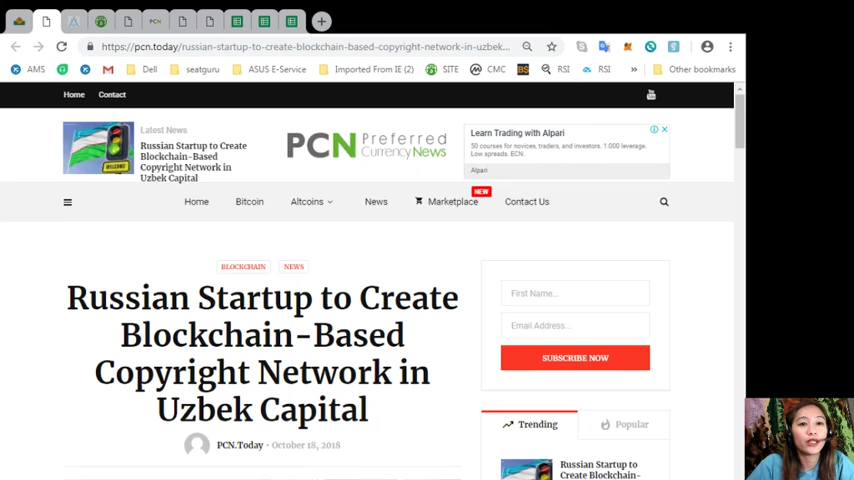 PCN
https://pcn.today/russian-startup-to-create-blockchain-based-copyright-network-in-uzbek...
AMS
Dell
seatguru
ASUS E-Service
Imported From IE (2)
SITE
CMC
BS
RSI
RSI
»
Other bookmarks
Home
Contact
Latest News
Russian Startup to Create
Blockchain-Based
Copyright Network in
Uzbek Capital
WELCOME
PCN Preferred
Currency News
Learn Trading with Alpari
50 courses for novices, traders, and investors. 1.000 leverage.
Low spreads. ECN.
Alpari
NEW
Home
Bitcoin
Altcoins
News
Marketplace
Contact Us
BLOCKCHAIN
NEWS
Russian Startup to Create
Blockchain-Based
Copyright Network in
Uzbek Capital
PCN.Today - October 18, 2018
First Name...
Email Address...
SUBSCRIBE NOW
Trending
Popular
Russian Startup to
Create Blockchain-